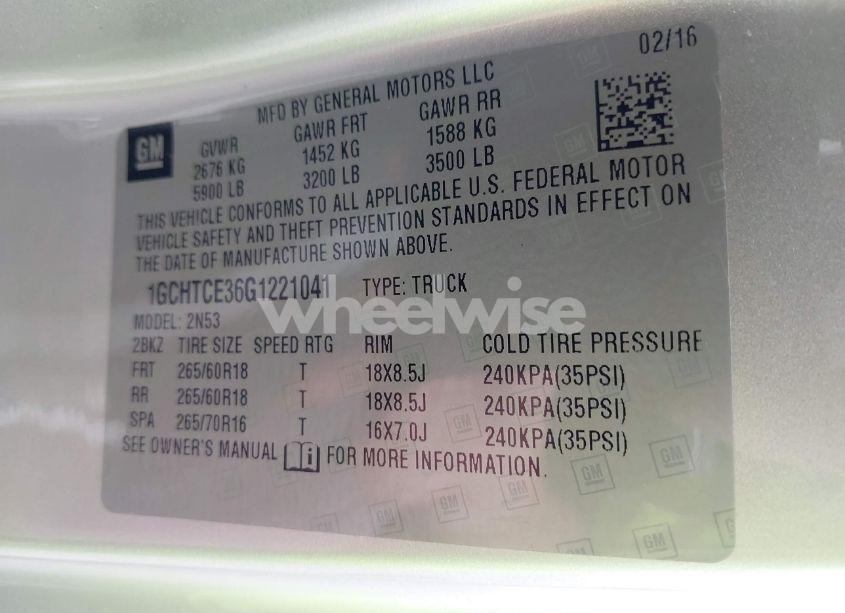 02/16
MFD BY GENERAL MOTORS LLC
GM
GVWR GAWR FRT GAWR RR
2676 KG 1452 KG 1588 KG
5900 LB 3200 LB 3500 LB
THIS VEHICLE CONFORMS TO ALL APPLICABLE U.S. FEDERAL MOTOR
VEHICLE SAFETY AND THEFT PREVENTION STANDARDS IN EFFECT ON
THE DATE OF MANUFACTURE SHOWN ABOVE.
1GCHTCE36G1221041 TYPE: TRUCK
wheelwise
MODEL: 2N53
2BKZ TIRE SIZE SPEED RTG RIM COLD TIRE PRESSURE
FRT 265/60R18 T 18X8.5J 240KPA(35PSI)
RR 265/60R18 T 18X8.5J 240KPA(35PSI)
SPA 265/70R16 T 16X7.0J 240KPA(35PSI)
SEE OWNER'S MANUAL i FOR MORE INFORMATION.